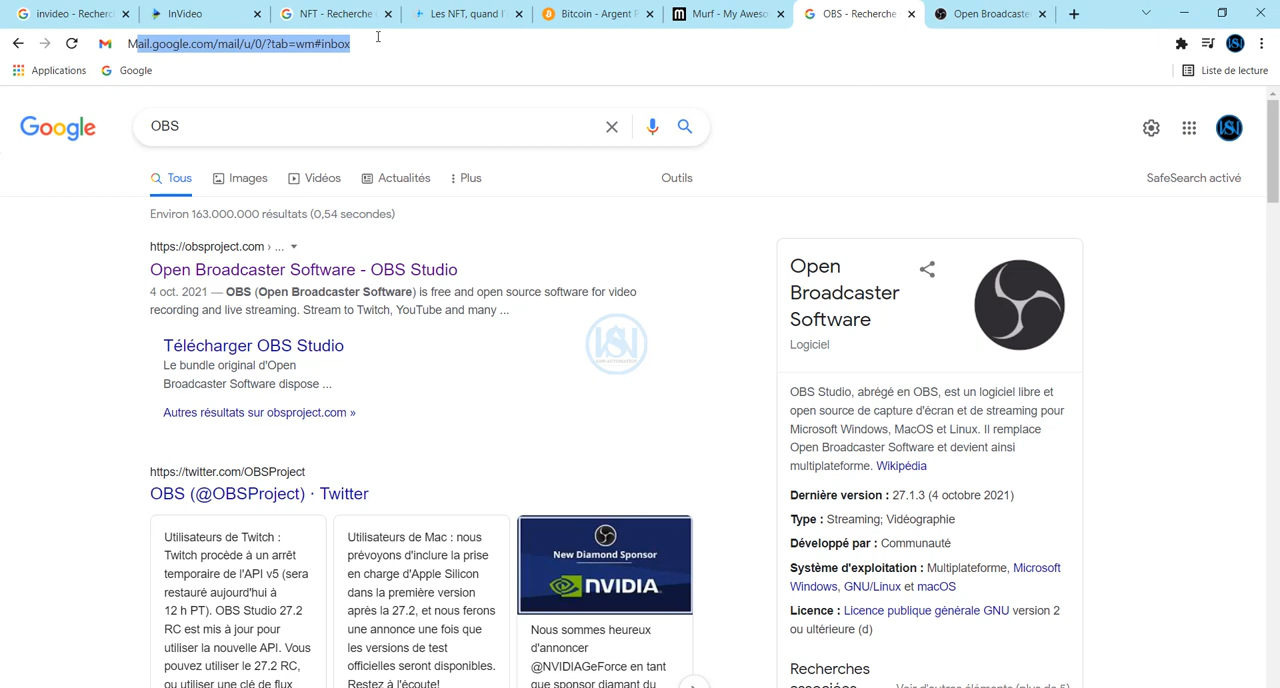 invideo - Recherc
InVideo
NFT - Recherche
Les NFT, quand l'
Bitcoin - Argent P
Murf - My Aweso
OBS - Recherche
Open Broadcaste
Mail.google.com/mail/u/0/?tab=wm#inbox
Applications
Google
Liste de lecture
Google
OBS
Tous
Images
Vidéos
Actualités
Plus
Outils
SafeSearch activé
Environ 163.000.000 résultats (0,54 secondes)
https://obsproject.com › ...
Open Broadcaster Software - OBS Studio
4 oct. 2021 — OBS (Open Broadcaster Software) is free and open source software for video
recording and live streaming. Stream to Twitch, YouTube and many ...
Télécharger OBS Studio
Le bundle original d'Open
Broadcaster Software dispose ...
Autres résultats sur obsproject.com »
https://twitter.com/OBSProject
OBS (@OBSProject) · Twitter
Utilisateurs de Twitch :
Twitch procède à un arrêt
temporaire de l'API v5 (sera
restauré aujourd'hui à
12 h PT). OBS Studio 27.2
RC est mis à jour pour
utiliser la nouvelle API. Vous
pouvez utiliser le 27.2 RC,
ou utiliser une clé de flux
Utilisateurs de Mac : nous
prévoyons d'inclure la prise
en charge d'Apple Silicon
dans la première version
après la 27.2, et nous ferons
une annonce une fois que
les versions de test
officielles seront disponibles.
Restez à l'écoute!
New Diamond Sponsor
NVIDIA
Nous sommes heureux
d'annoncer
@NVIDIAGeForce en tant
que sponsor diamant du
Open
Broadcaster
Software
Logiciel
OBS Studio, abrégé en OBS, est un logiciel libre et
open source de capture d'écran et de streaming pour
Microsoft Windows, MacOS et Linux. Il remplace
Open Broadcaster Software et devient ainsi
multiplateforme. Wikipédia
Dernière version : 27.1.3 (4 octobre 2021)
Type : Streaming; Vidéographie
Développé par : Communauté
Système d'exploitation : Multiplateforme, Microsoft
Windows, GNU/Linux et macOS
Licence : Licence publique générale GNU version 2
ou ultérieure (d)
Recherches
associées
Voir d'autres éléments (plus de 5)